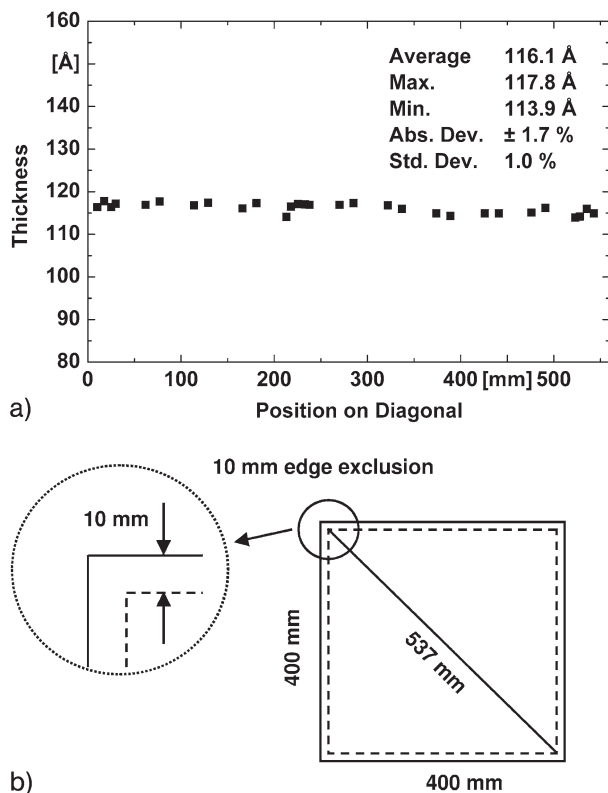 160
[Å]
150
140
130
120
110
100
90
80
Thickness
Average 116.1 Å
Max. 117.8 Å
Min. 113.9 Å
Abs. Dev. ± 1.7 %
Std. Dev. 1.0 %
0 100 200 300 400 [mm] 500
a)
Position on Diagonal
10 mm edge exclusion
10 mm
400 mm
537 mm
400 mm
b)